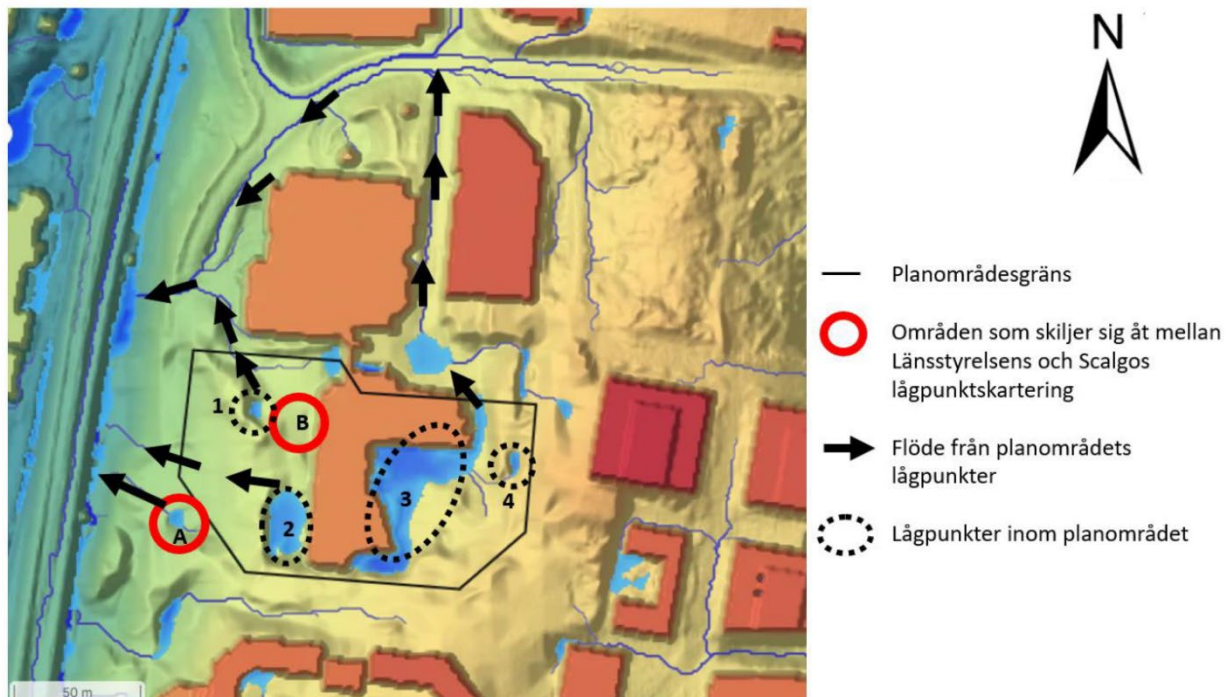 N
Planområdesgräns
Områden som skiljer sig åt mellan
Länsstyrelsens och Scalgos
lågpunktskartering
Flöde från planområdets
lågpunkter
Lågpunkter inom planområdet
1
B
2
3
4
A
50 m